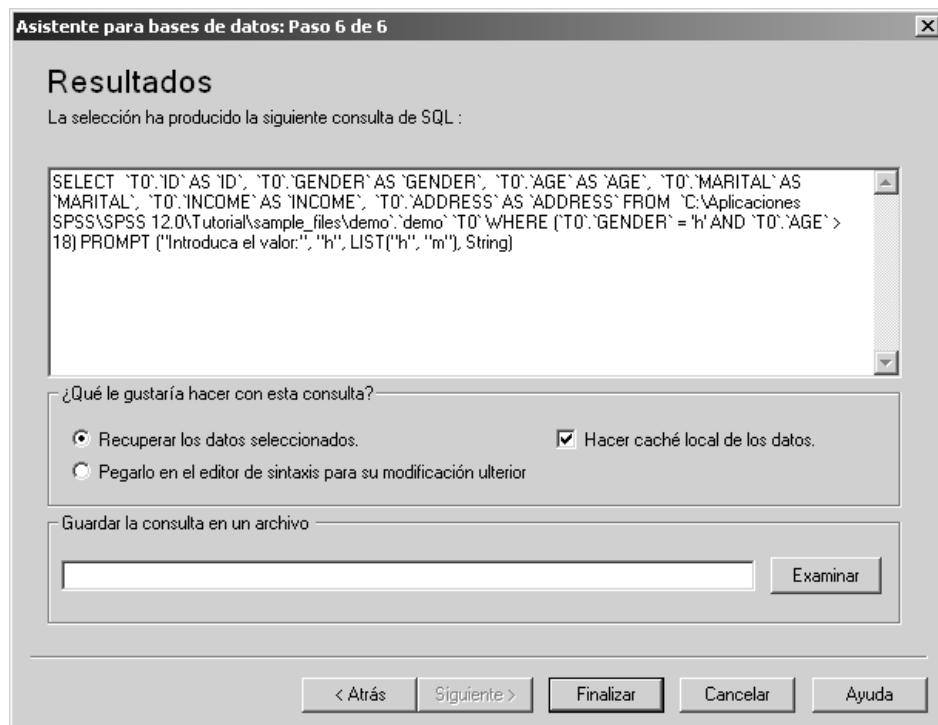 Asistente para bases de datos: Paso 6 de 6
Resultados
La selección ha producido la siguiente consulta de SQL :
SELECT `T0`.`ID` AS `ID`, `T0`.`GENDER` AS `GENDER`, `T0`.`AGE` AS `AGE`, `T0`.`MARITAL` AS
`MARITAL`, `T0`.`INCOME` AS `INCOME`, `T0`.`ADDRESS` AS `ADDRESS` FROM `C:\Aplicaciones
SPSS\SPSS 12.0\Tutorial\sample_files\demo`.`demo` `T0` WHERE (`T0`.`GENDER` = 'h' AND `T0`.`AGE` >
18) PROMPT ("Introduca el valor:", "h", LIST("h", "m"), String)
¿Qué le gustaría hacer con esta consulta?
Recuperar los datos seleccionados.
Hacer caché local de los datos.
Pegarlo en el editor de sintaxis para su modificación ulterior
Guardar la consulta en un archivo
Examinar
< Atrás
Siguiente >
Finalizar
Cancelar
Ayuda